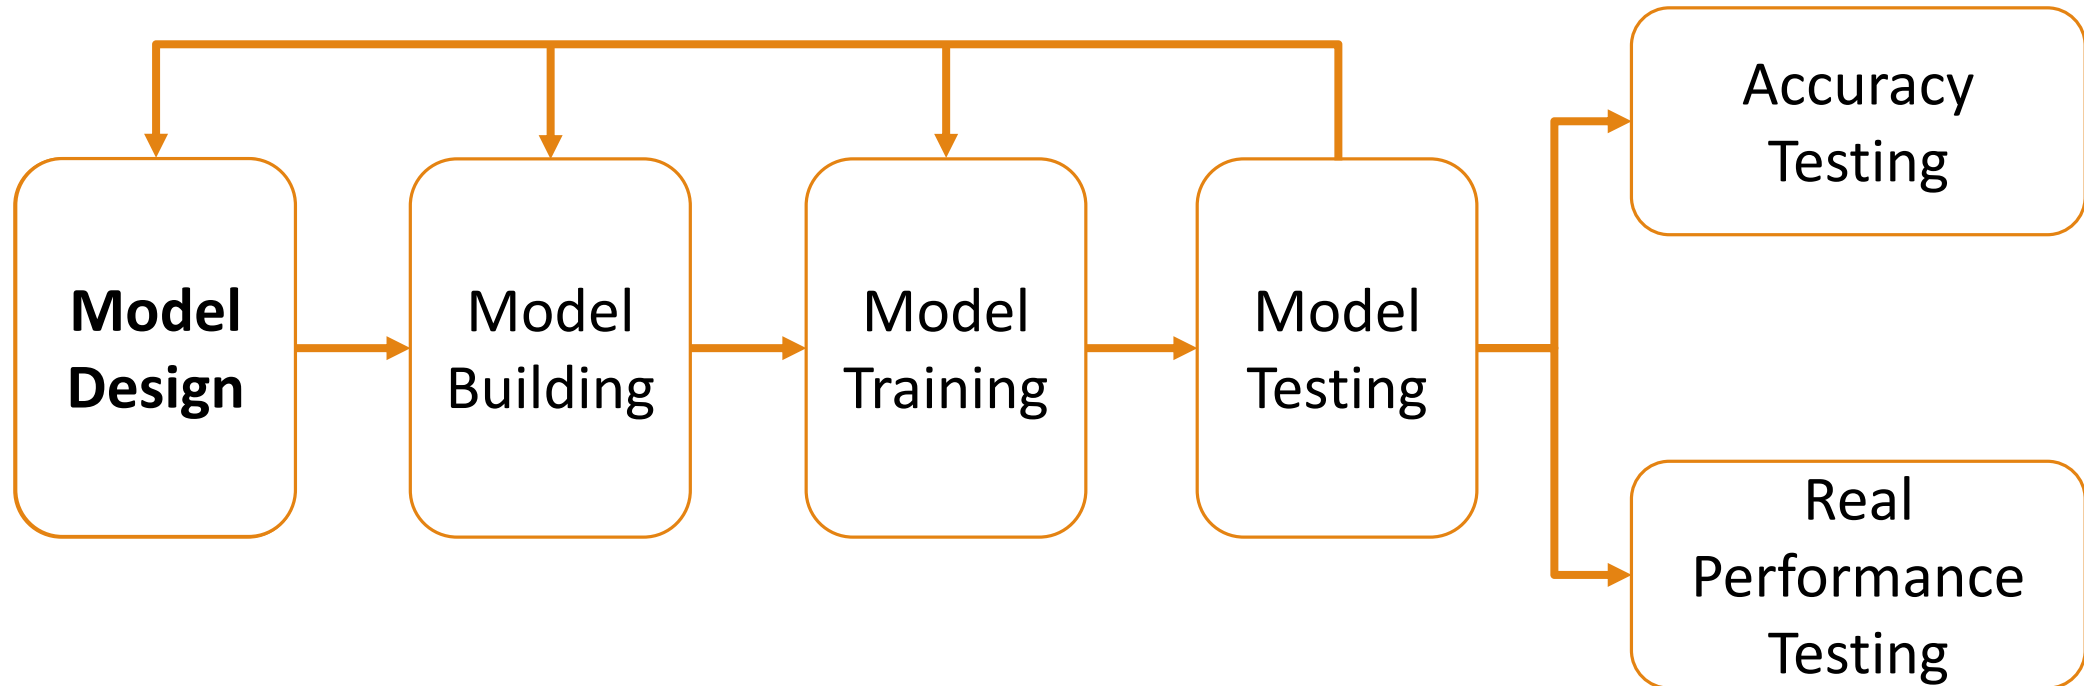 Model
Design
Model
Building
Model
Training
Model
Testing
Accuracy
Testing
Real
Performance
Testing